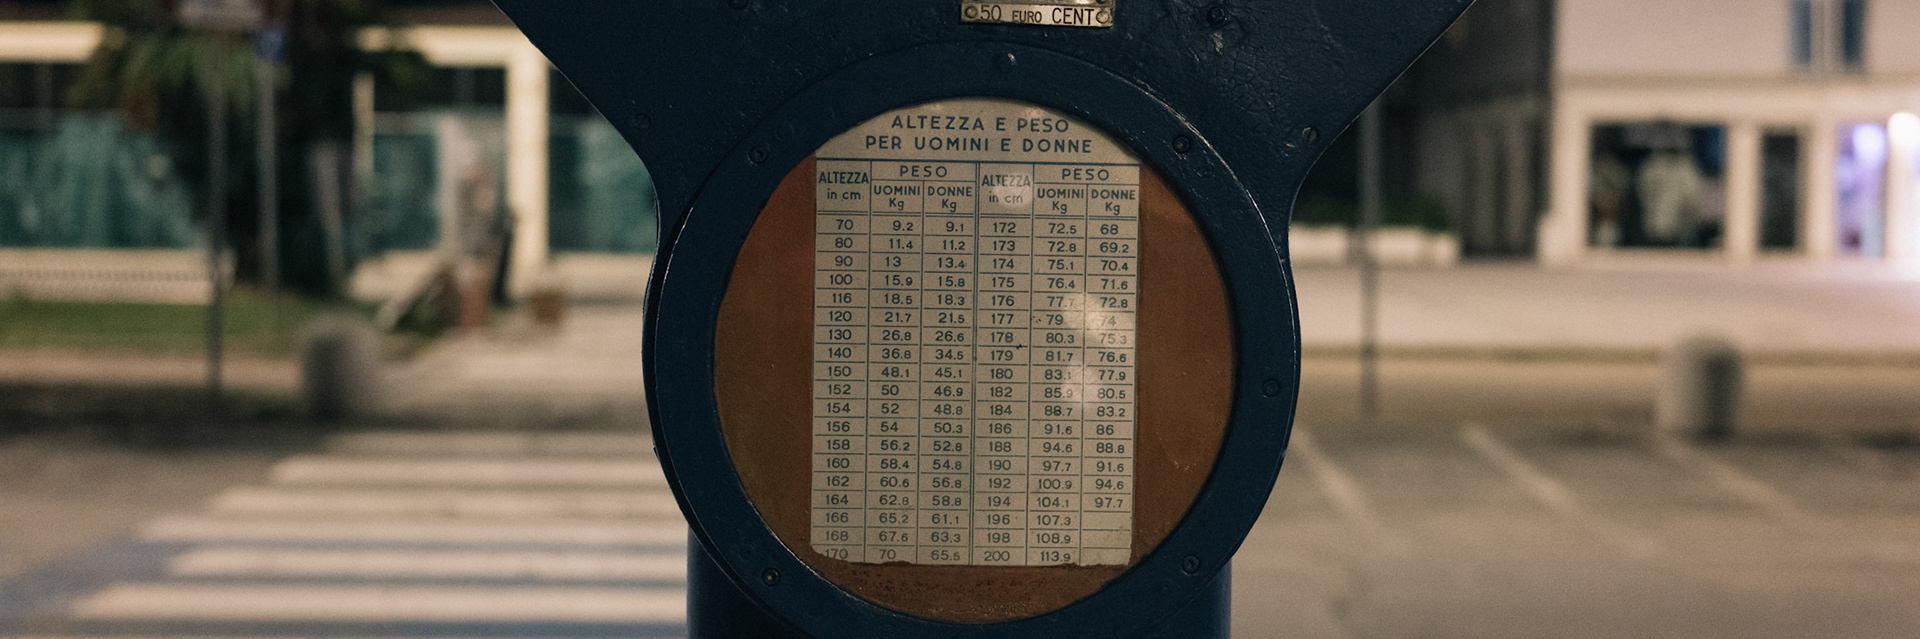 50 EURO CENT
ALTEZZA E PESO
PER UOMINI E DONNE
ALTEZZA in cm PESO ALTEZZA in cm PESO
UOMINI Kg DONNE Kg UOMINI Kg DONNE Kg
70 9.2 9.1 172 72.5 68
80 11.4 11.2 173 72.8 69.2
90 13 13.4 174 75.1 70.4
100 15.9 15.8 175 76.4 71.6
116 18.5 18.3 176 77.7 72.8
120 21.7 21.5 177 79 74
130 26.8 26.6 178 80.3 75.3
140 36.8 34.5 179 81.7 76.6
150 48.1 45.1 180 83.1 77.9
152 50 46.9 182 85.9 80.5
154 52 48.8 184 88.7 83.2
156 54 50.3 186 91.6 86
158 56.2 52.8 188 94.6 88.8
160 58.4 54.8 190 97.7 91.6
162 60.6 56.8 192 100.9 94.6
164 62.8 58.8 194 104.1 97.7
166 65.2 61.1 196 107.3
168 67.6 63.3 198 108.9
170 70 65.5 200 113.9